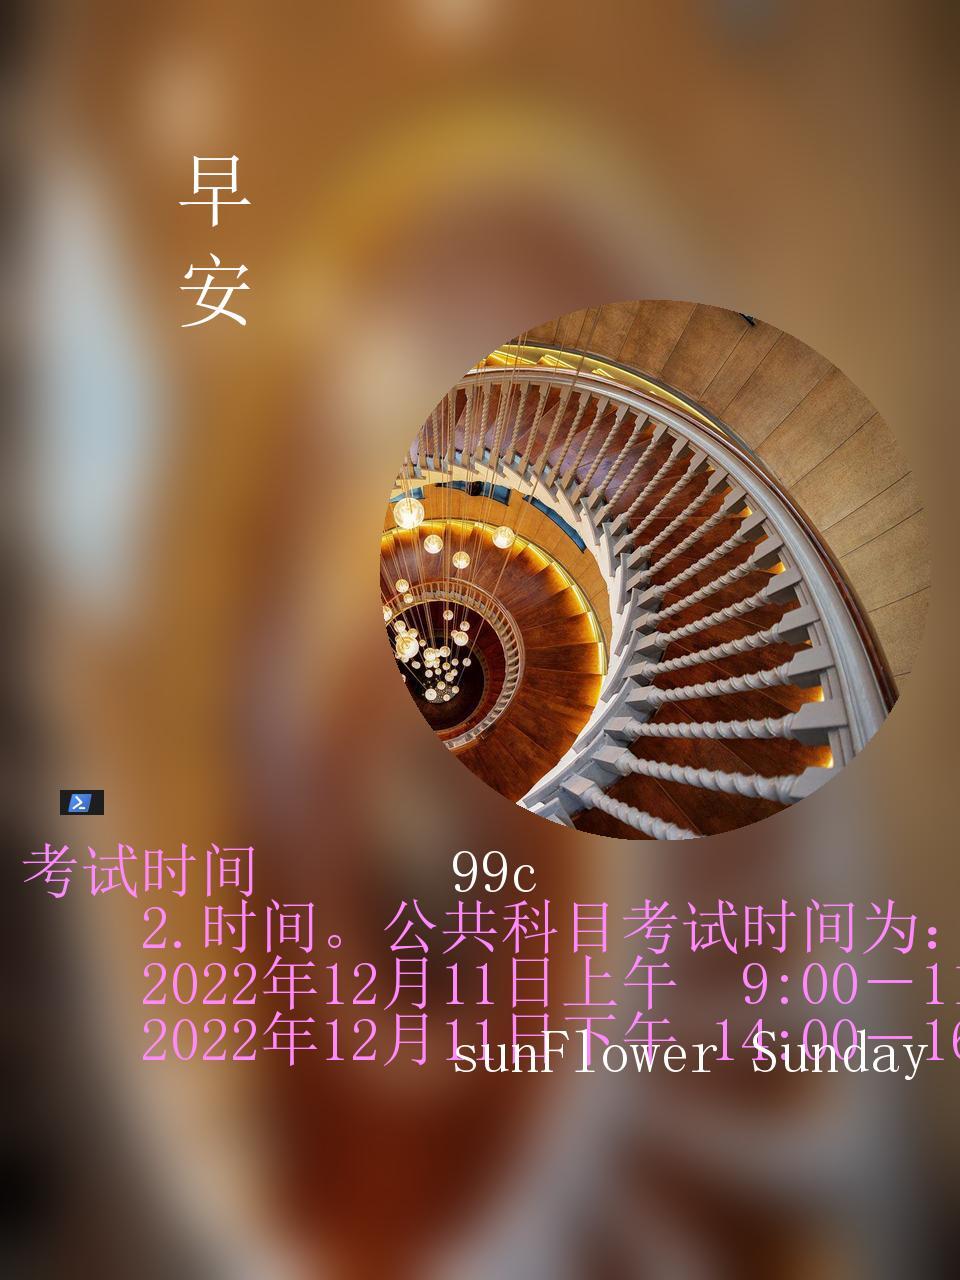 早
安
考试时间
99c
2.时间。公共科目考试时间为：
2022年12月11日上午 9:00－11
2022年12月11日下午 14:00－16
sunFlower Sunday